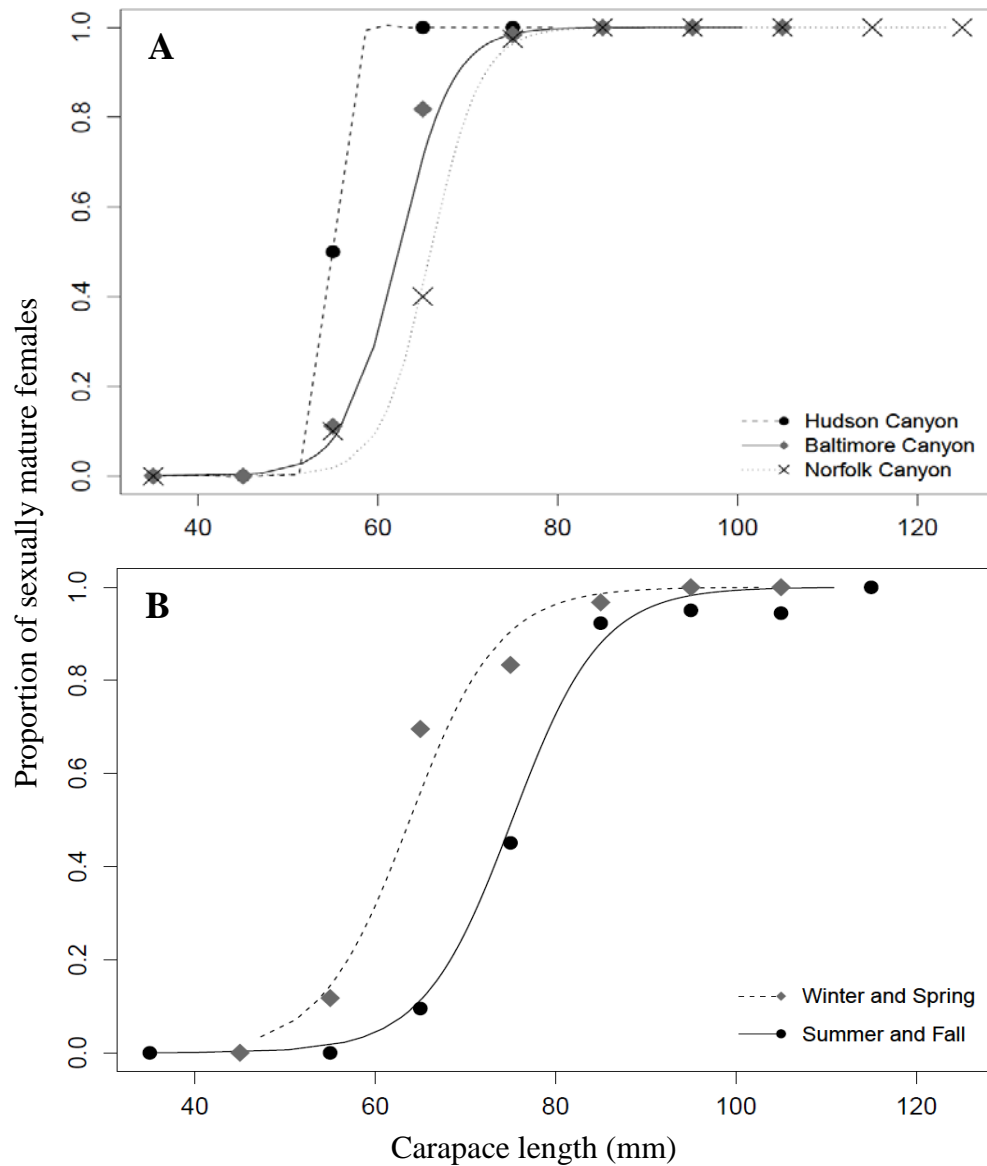 Proportion of sexually mature females
A
1.0
0.8
0.6
0.4
0.2
0.0
Hudson Canyon
Baltimore Canyon
Norfolk Canyon
40 60 80 100 120
B
1.0
0.8
0.6
0.4
0.2
0.0
Winter and Spring
Summer and Fall
40 60 80 100 120
Carapace length (mm)